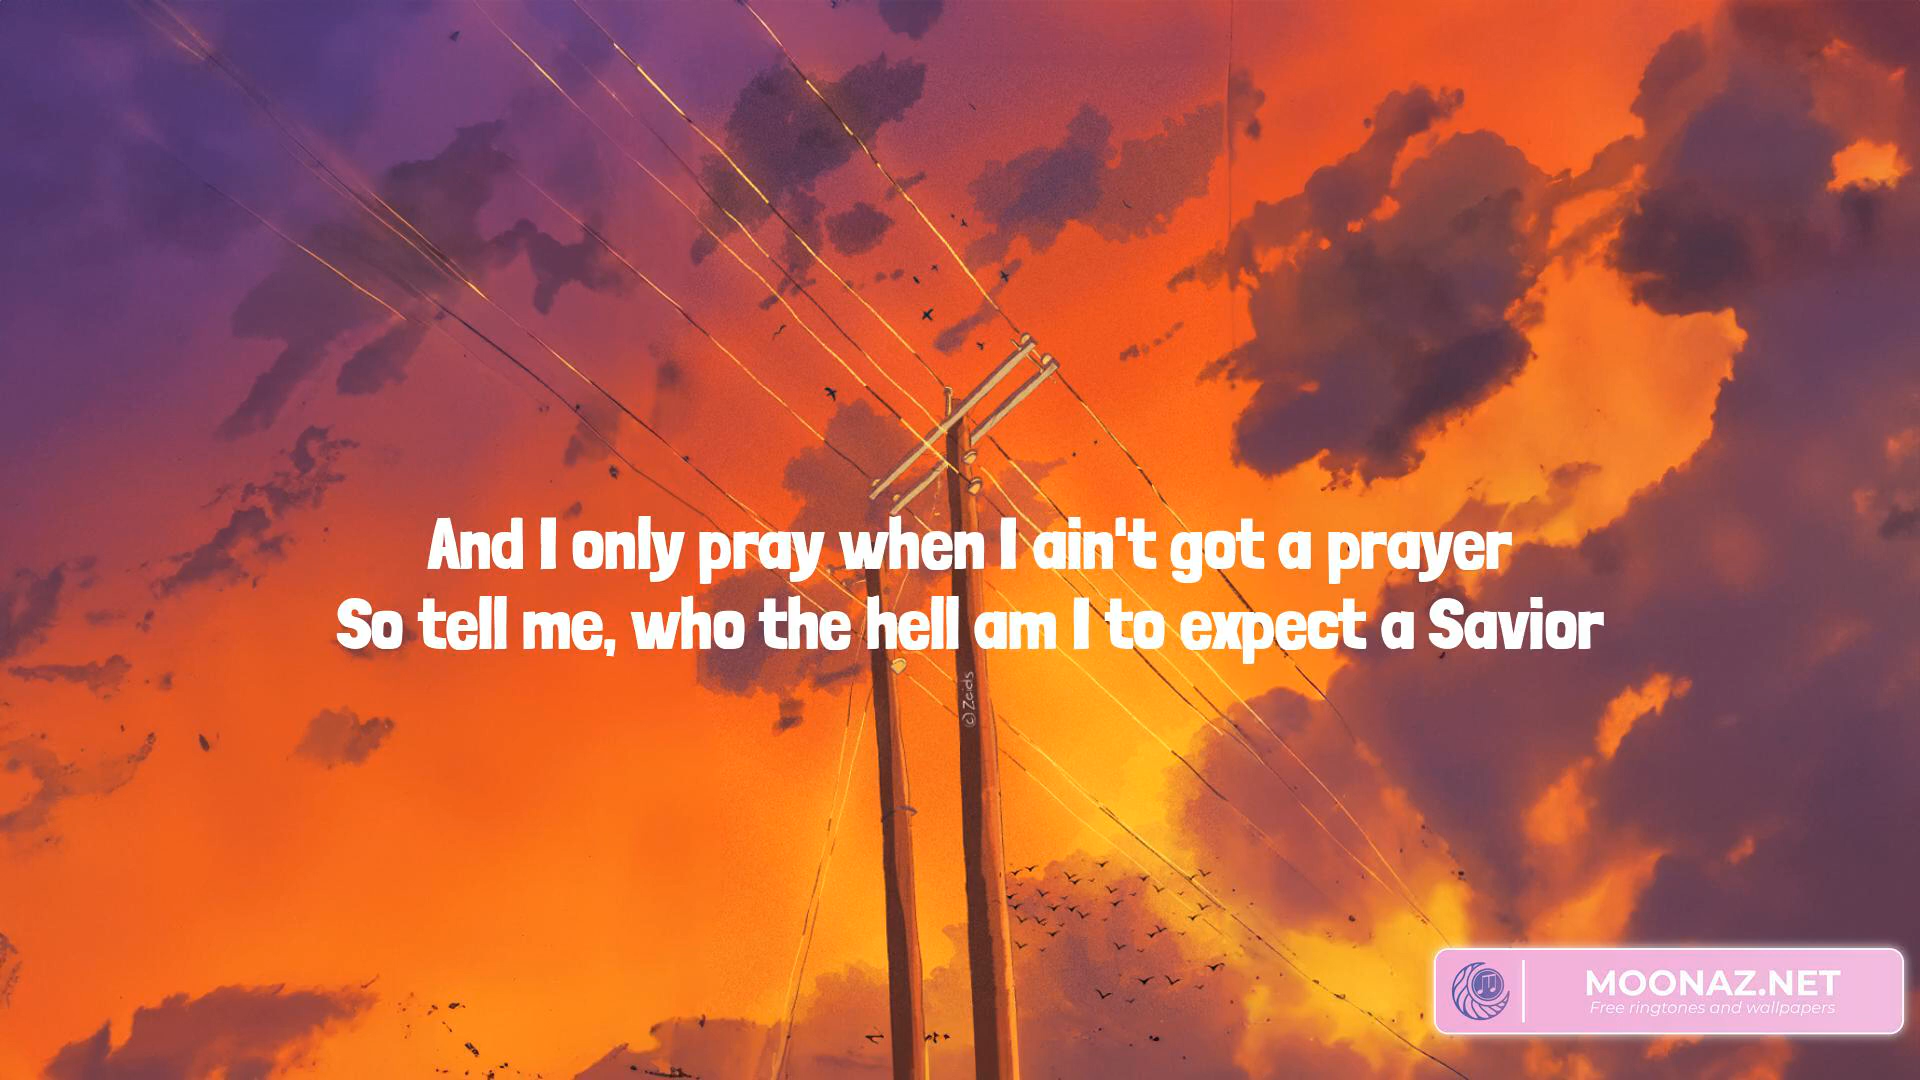 And I only pray when I ain't got a prayer
So tell me, who the hell am I to expect a Savior
©Zcids
MOONAZ.NET
Free ringtones and wallpapers